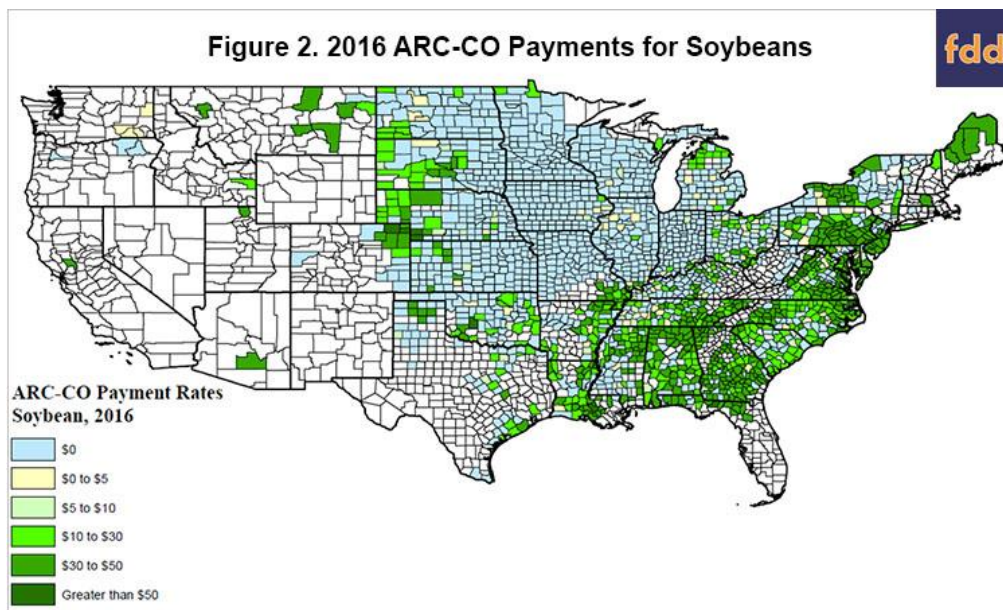 Figure 2. 2016 ARC-CO Payments for Soybeans
fdd
ARC-CO Payment Rates
Soybean, 2016
$0
$0 to $5
$5 to $10
$10 to $30
$30 to $50
Greater than $50